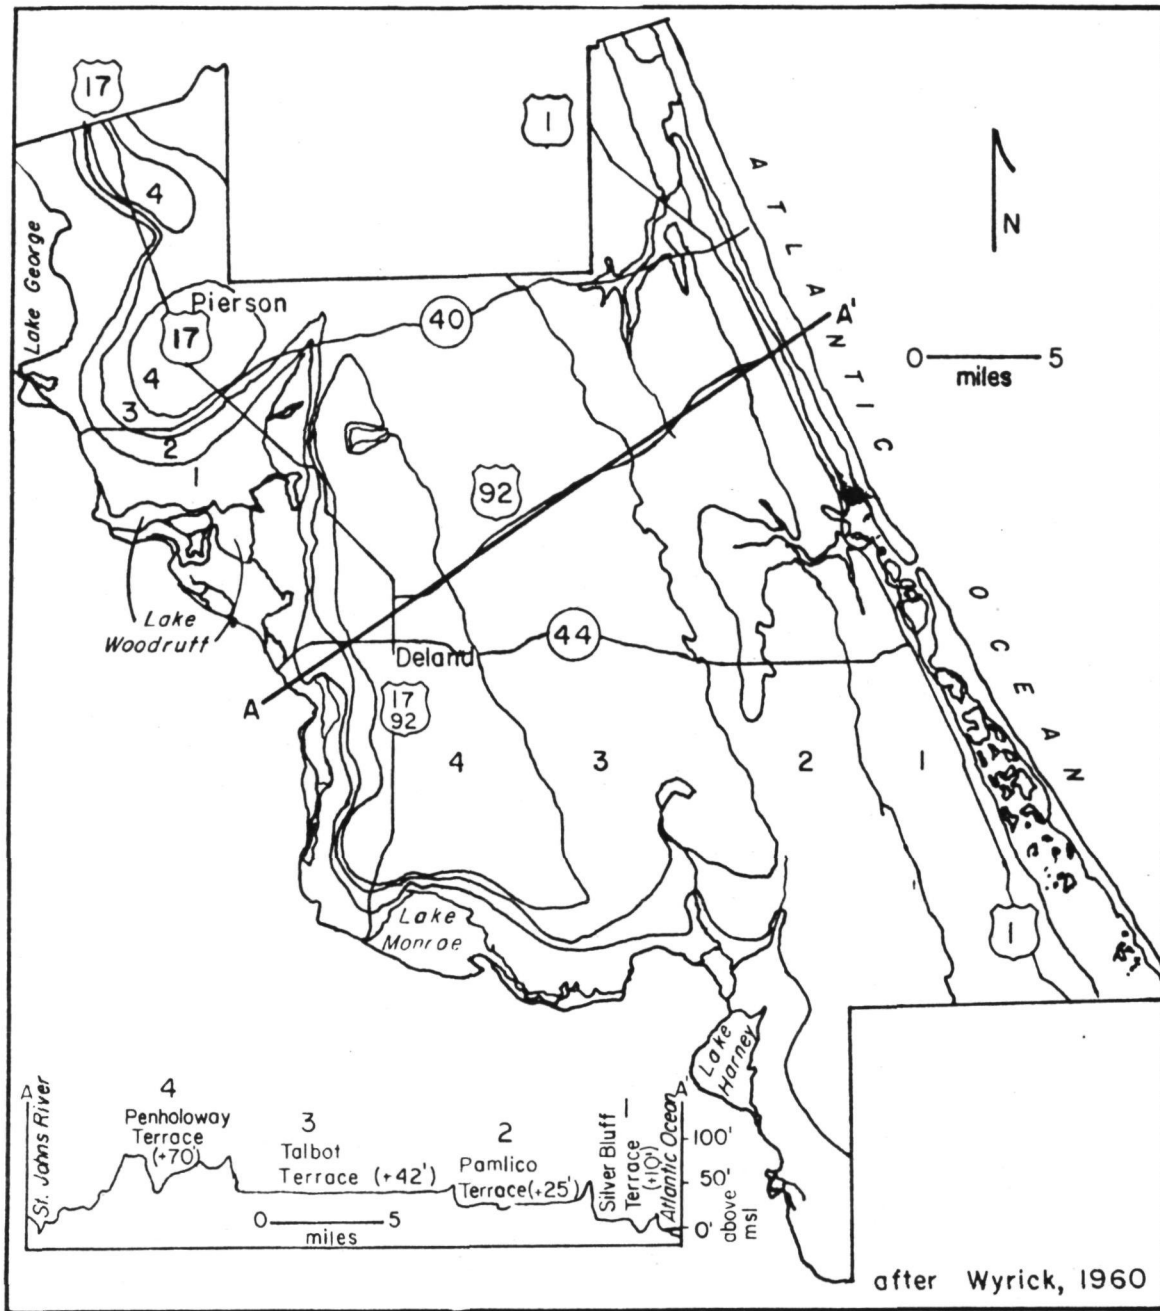 17
1
4
ATLANTIC OCEAN
N
Lake George
Pierson
17
40
A'
0 5
miles
4
3
2
1
92
Lake
Woodruff
44
Deland
A
17
92
4
3
2
1
Lake
Monroe
1
Lake
Harney
A
St. Johns River
4
Penholoway
Terrace
(+70')
3
Talbot
Terrace (+42')
2
Pamlico
Terrace (+25')
1
Silver Bluff
Terrace
(+10')
Atlantic Ocean
A'
100'
50'
0'
above
msl
0 5
miles
after Wyrick, 1960